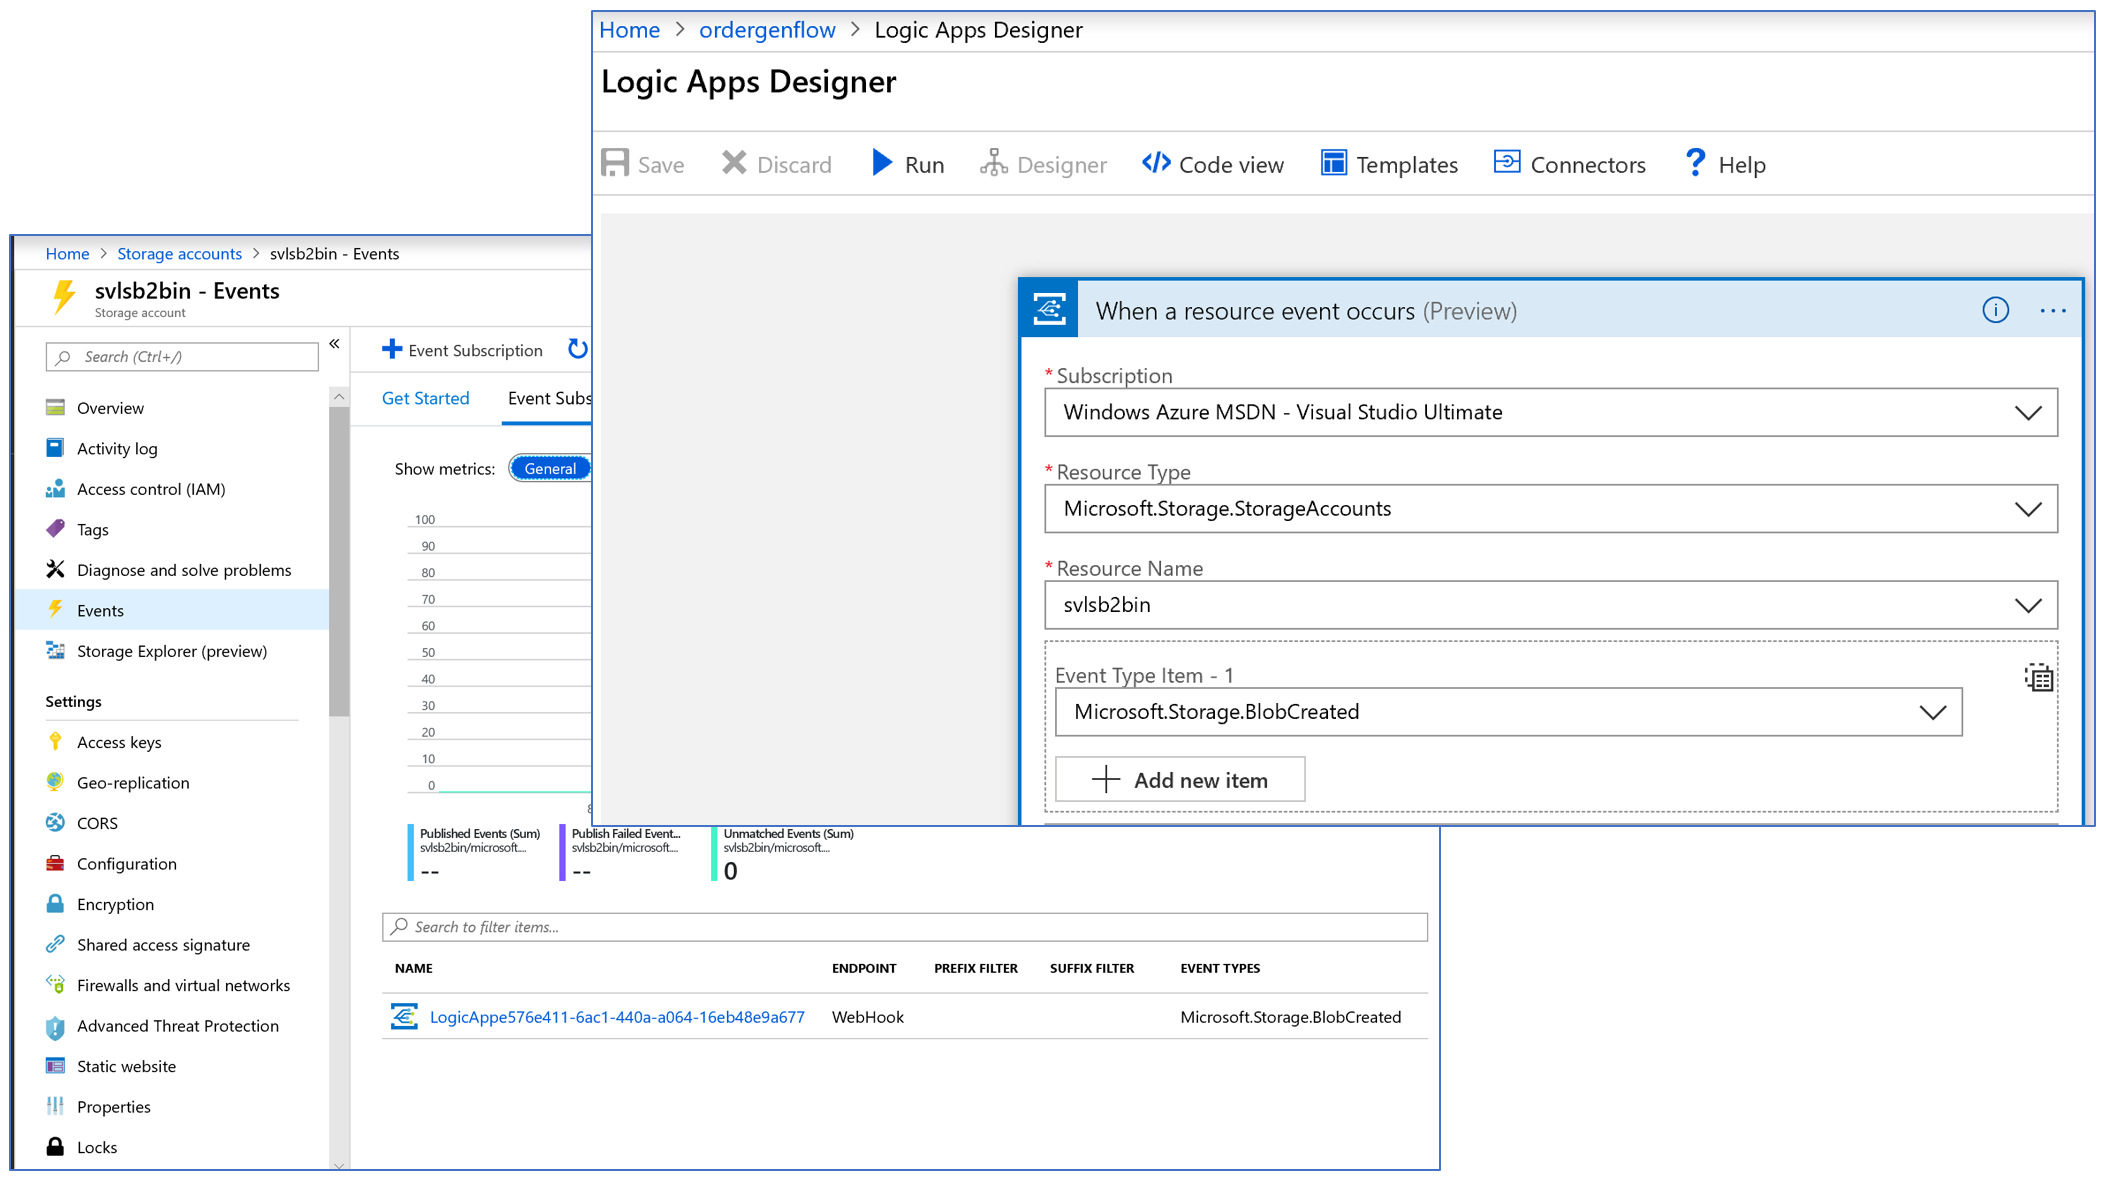 Home > ordergenflow > Logic Apps Designer
Logic Apps Designer
Save Discard Run Designer Code view Templates Connectors Help
When a resource event occurs (Preview)
* Subscription
Windows Azure MSDN - Visual Studio Ultimate
* Resource Type
Microsoft.Storage.StorageAccounts
* Resource Name
svlsb2bin
Event Type Item - 1
Microsoft.Storage.BlobCreated
Add new item
Home > Storage accounts > svlsb2bin - Events
svlsb2bin - Events
Storage account
Search (Ctrl+/)
«
Overview
Activity log
Access control (IAM)
Tags
Diagnose and solve problems
Events
Storage Explorer (preview)
Settings
Access keys
Geo-replication
CORS
Configuration
Encryption
Shared access signature
Firewalls and virtual networks
Advanced Threat Protection
Static website
Properties
Locks
Event Subscription
Get Started Event Subs
Show metrics: General
100
90
80
70
60
50
40
30
20
10
0
Published Events (Sum)
svlsb2bin/microsoft....
--
Publish Failed Event...
svlsb2bin/microsoft....
--
Unmatched Events (Sum)
svlsb2bin/microsoft....
0
Search to filter items...
NAME ENDPOINT PREFIX FILTER SUFFIX FILTER EVENT TYPES
LogicAppe576e411-6ac1-440a-a064-16eb48e9a677 WebHook Microsoft.Storage.BlobCreated